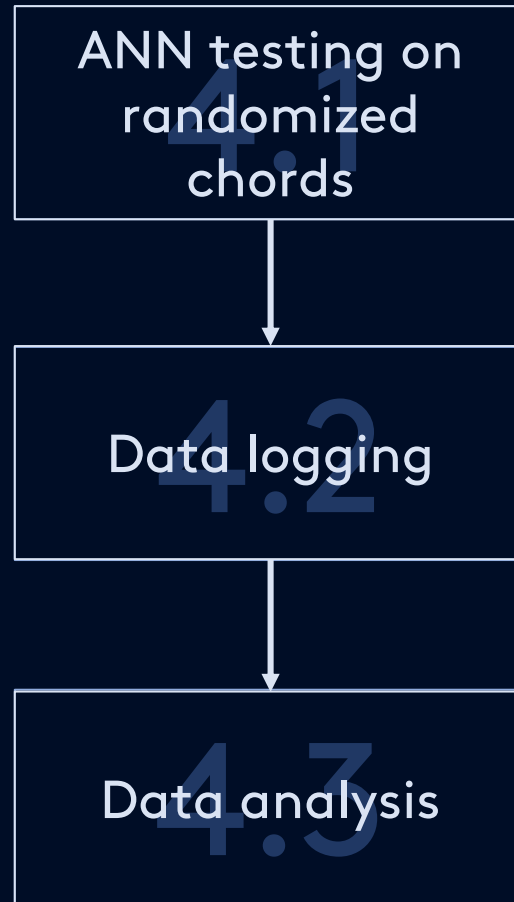 4.1
ANN testing on
randomized
chords
4.2
Data logging
4.3
Data analysis